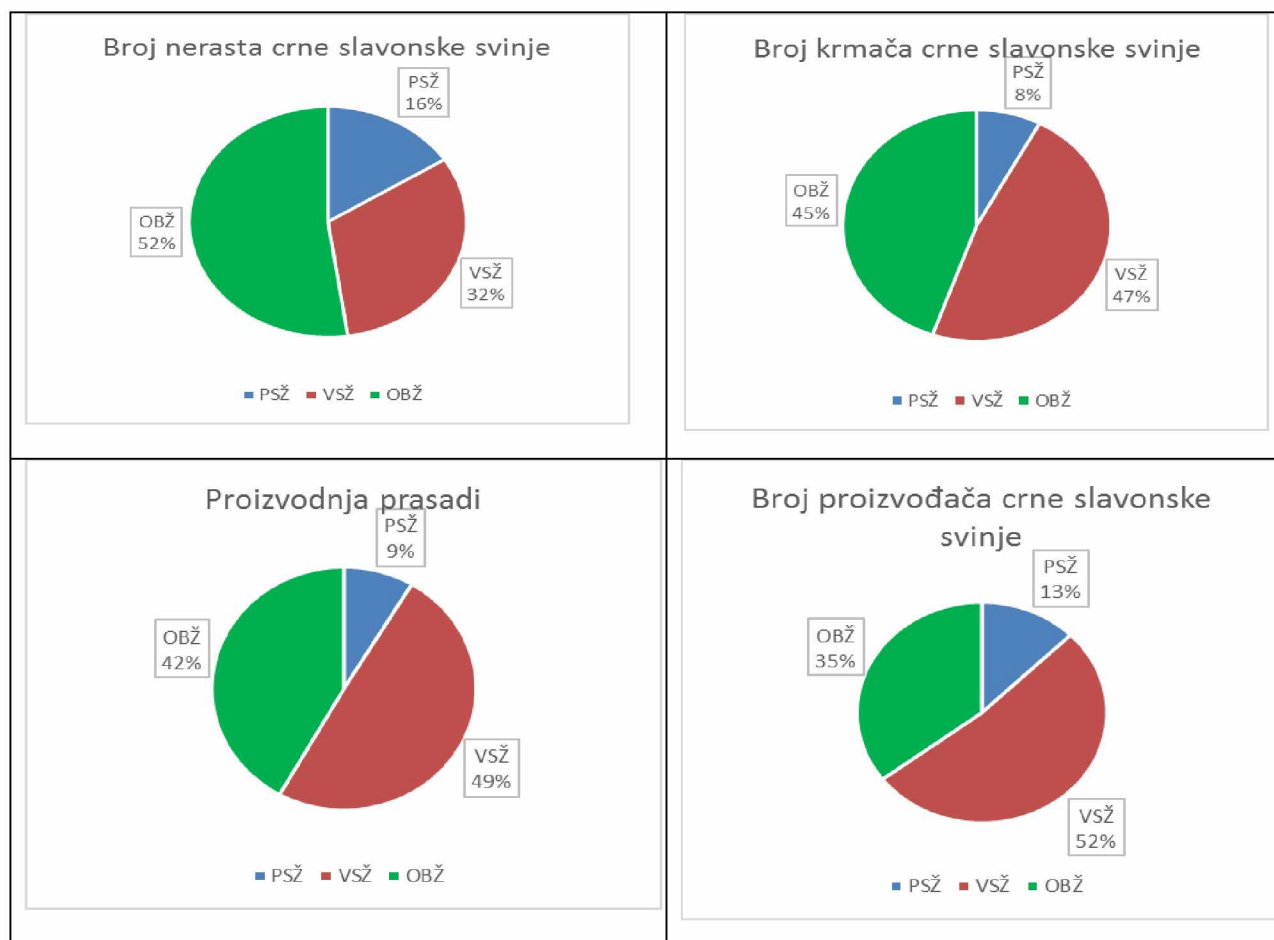 Broj nerasta crne slavonske svinje
PSŽ
16%
OBŽ
52%
VSŽ
32%
PSŽ VSŽ OBŽ
Broj krmača crne slavonske svinje
PSŽ
8%
OBŽ
45%
VSŽ
47%
PSŽ VSŽ OBŽ
Proizvodnja prasadi
PSŽ
9%
OBŽ
42%
VSŽ
49%
PSŽ VSŽ OBŽ
Broj proizvođača crne slavonske
svinje
PSŽ
13%
OBŽ
35%
VSŽ
52%
PSŽ VSŽ OBŽ